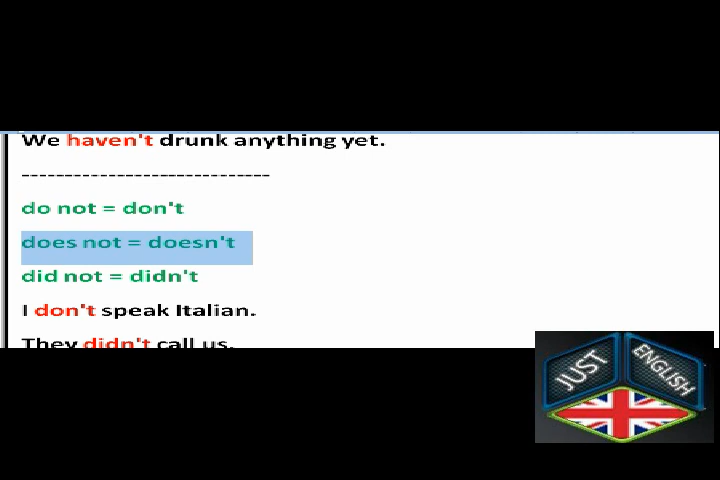 We haven't drunk anything yet.
----------------------------
do not = don't
does not = doesn't
did not = didn't
I don't speak Italian.
They didn't call us.
JUST
ENGLISH